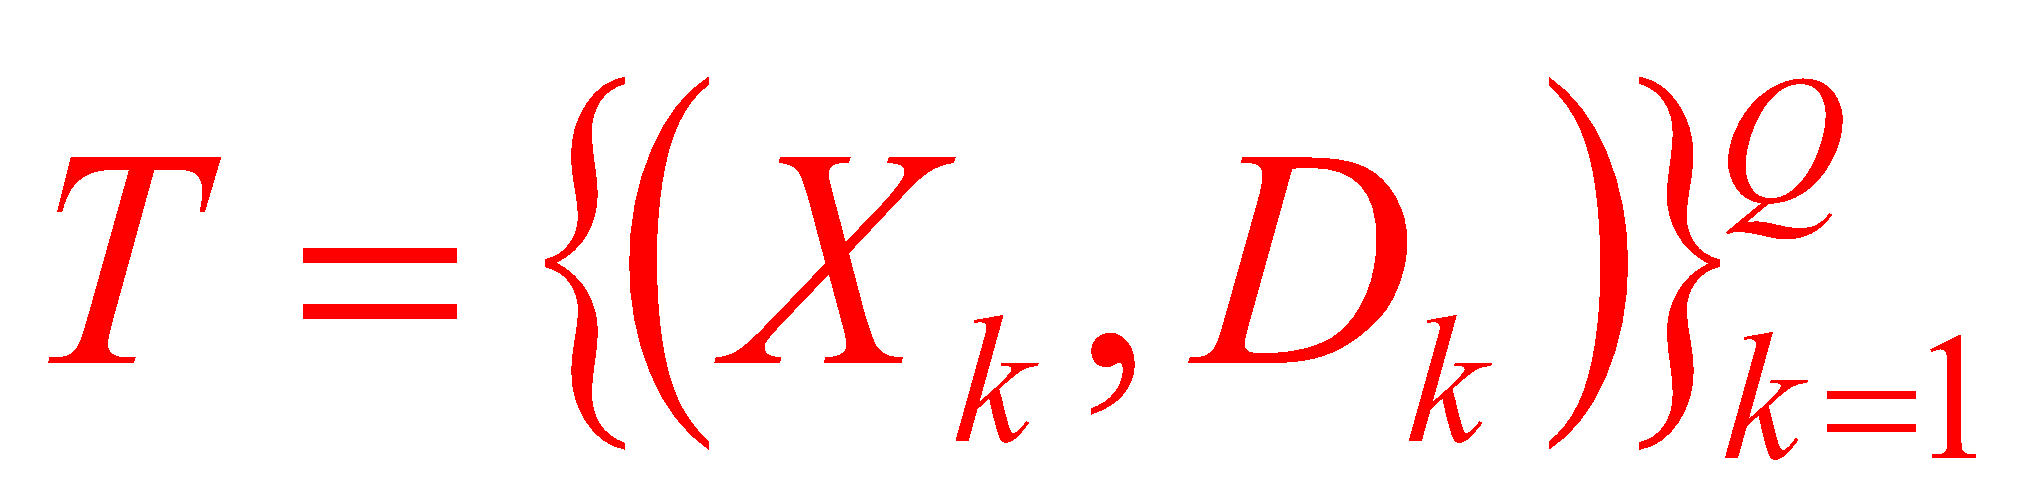 T = {(X_k, D_k)}_{k=1}^Q